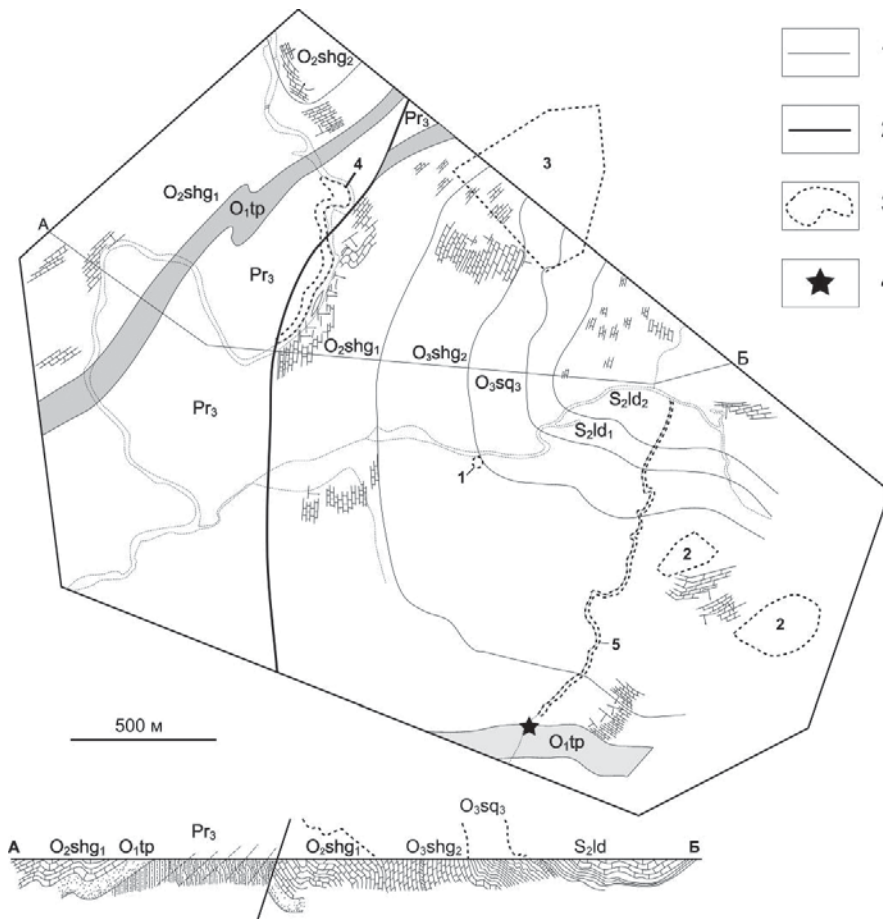 O₂shg₂
Pr₃
3
4
O₂shg₁
O₁tp
А
Pr₃
O₂shg₁
O₃shg₂
Б
O₃sq₃
S₂ld₂
Pr₃
S₂ld₁
1
2
2
5
500 м
O₁tp
O₃sq₃
Pr₃
А O₂shg₁ O₁tp O₂shg₁ O₃shg₂ S₂ld Б